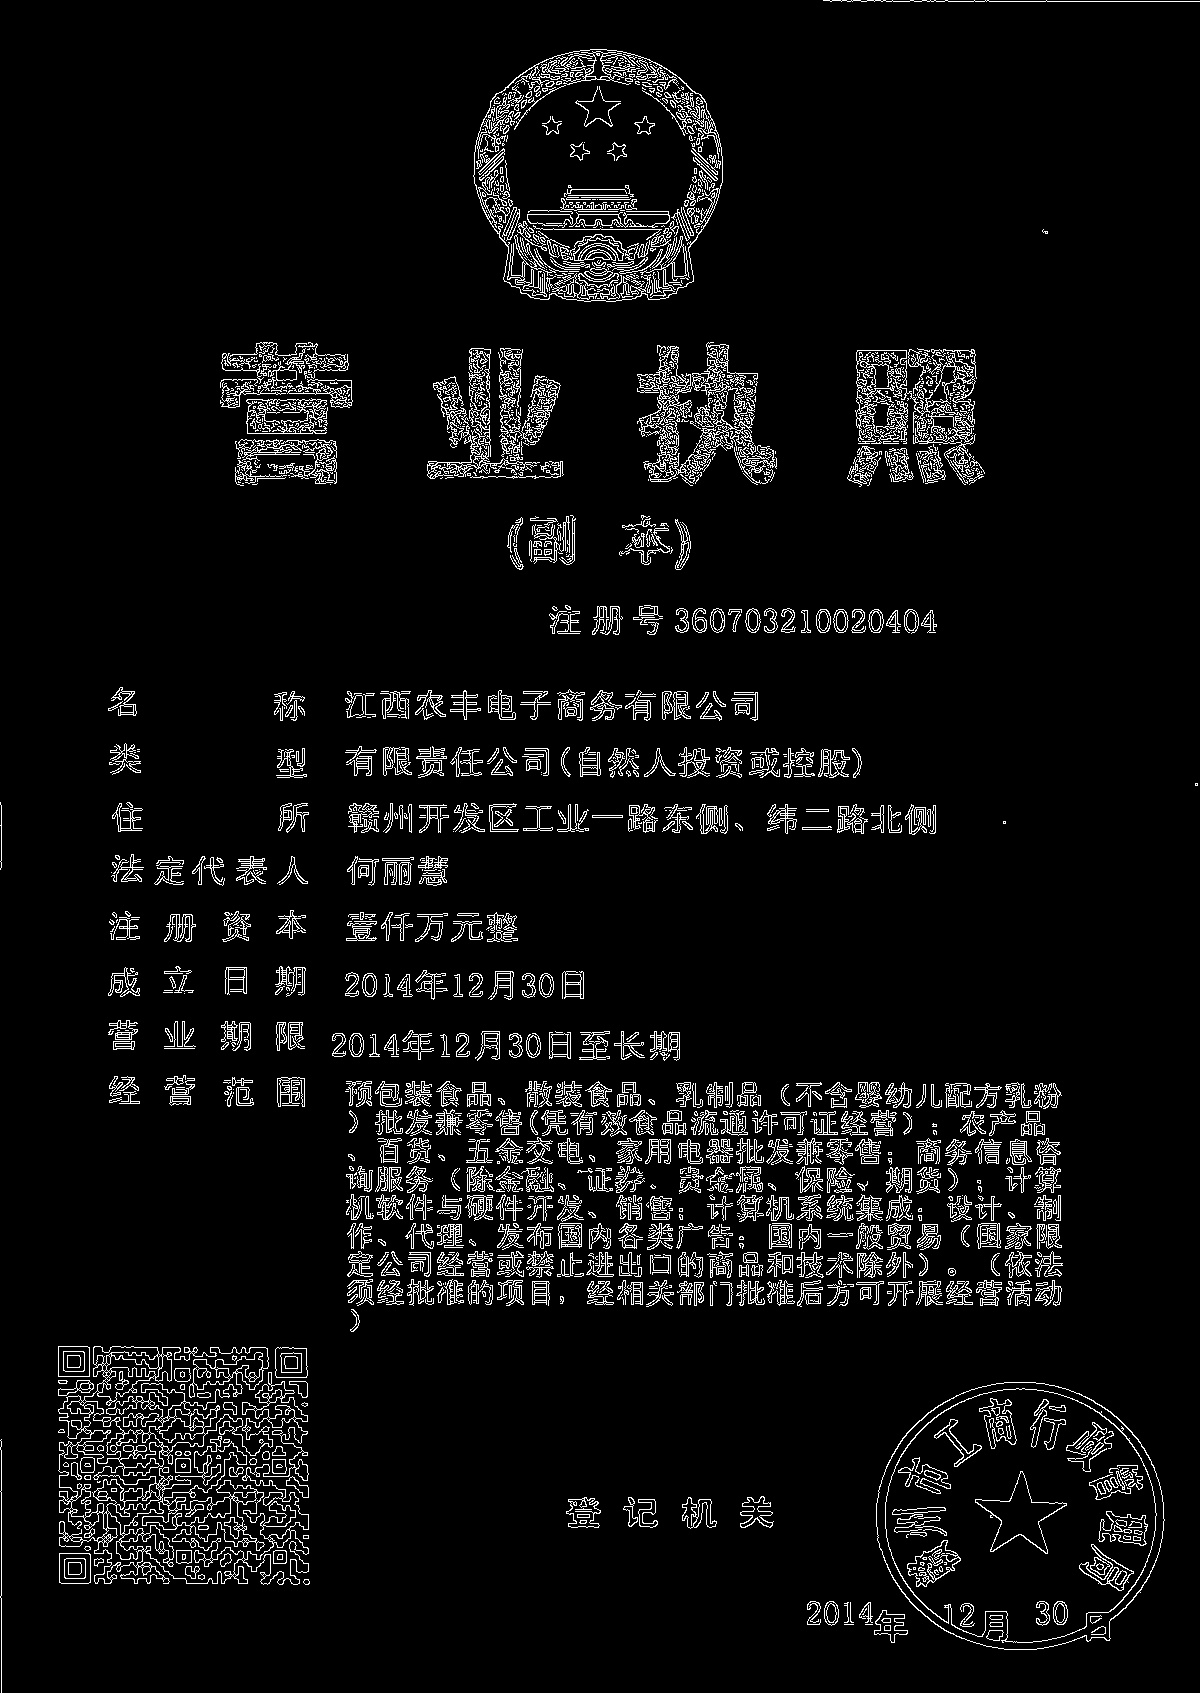 营业执照
(副 本)
注册号 360703210020404
名 称 江西农丰电子商务有限公司
类 型 有限责任公司(自然人投资或控股)
住 所 赣州开发区工业一路东侧、纬二路北侧
法定代表人 何丽慧
注册资本 壹仟万元整
成立日期 2014年12月30日
营业期限 2014年12月30日至长期
经营范围 预包装食品、散装食品、乳制品（不含婴幼儿配方乳粉
）批发兼零售(凭有效食品流通许可证经营）；农产品
、百货、五金交电、家用电器批发兼零售；商务信息咨
询服务（除金融、证券、贵金属、保险、期货）；计算
机软件与硬件开发、销售；计算机系统集成；设计、制
作、代理、发布国内各类广告；国内一般贸易（国家限
定公司经营或禁止进出口的商品和技术除外）。（依法
须经批准的项目，经相关部门批准后方可开展经营活动
）
赣州市工商行政管理局
登记机关
2014年12月30日